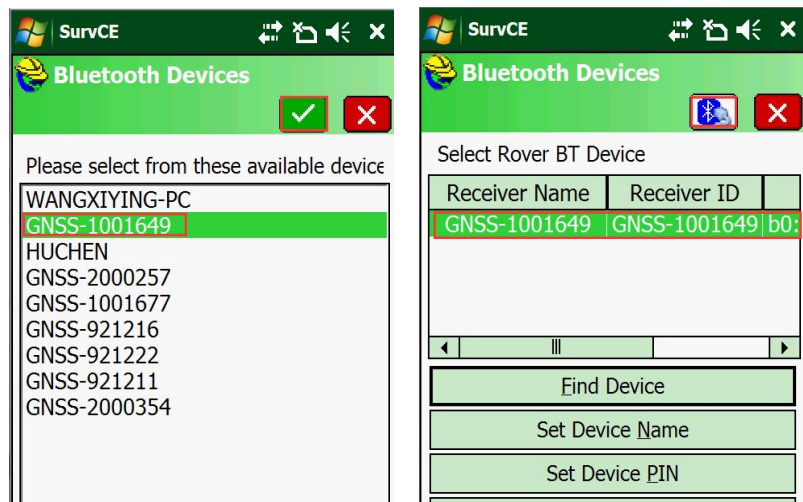 SurvCE
Bluetooth Devices
Please select from these available device
WANGXIYING-PC
GNSS-1001649
HUCHEN
GNSS-2000257
GNSS-1001677
GNSS-921216
GNSS-921222
GNSS-921211
GNSS-2000354
SurvCE
Bluetooth Devices
Select Rover BT Device
Receiver Name Receiver ID
GNSS-1001649 GNSS-1001649 b0:
Find Device
Set Device Name
Set Device PIN